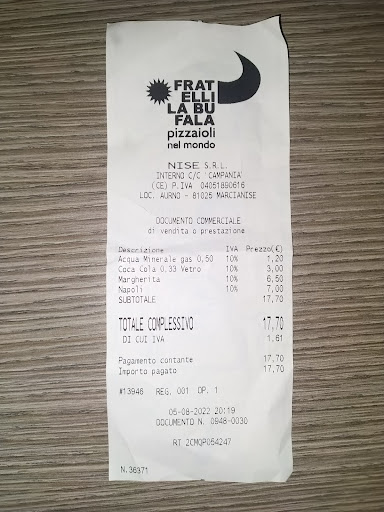 FRAT
ELLI
LA BU
FALA
pizzaioli
nel mondo
NISE S.R.L.
INTERNO C/C 'CAMPANIA'
(CE) P.IVA 04051890616
LOC. AURNO - 81025 MARCIANISE
DOCUMENTO COMMERCIALE
di vendita o prestazione
Descrizione IVA Prezzo(€)
Acqua Minerale gas 0,50 10% 1,20
Coca Cola 0,33 Vetro 10% 3,00
Margherita 10% 6,50
Napoli 10% 7,00
SUBTOTALE 17,70
TOTALE COMPLESSIVO 17,70
DI CUI IVA 1,61
Pagamento contante 17,70
Importo pagato 17,70
#13946 REG. 001 OP. 1
05-08-2022 20:19
DOCUMENTO N. 0948-0030
RT 2CMQP054247
N.36371